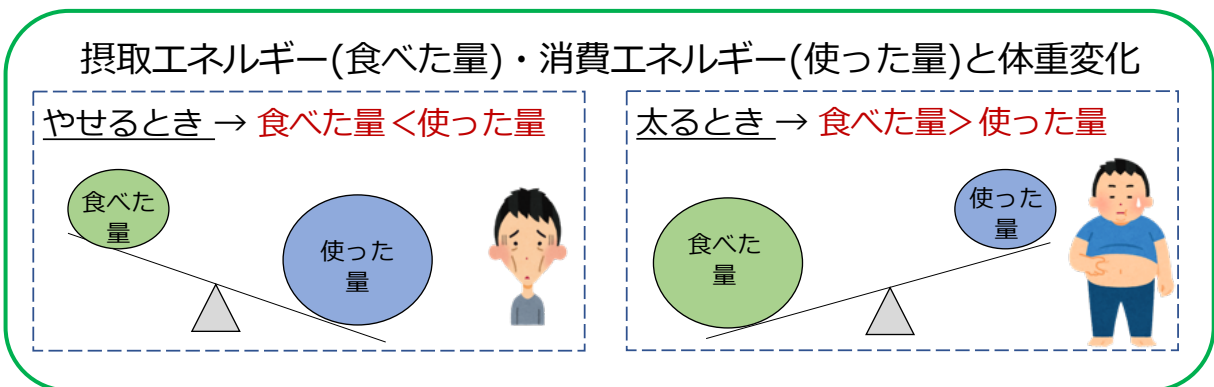 摂取エネルギー(食べた量)・消費エネルギー(使った量)と体重変化
やせるとき → 食べた量＜使った量
食べた
量
使った
量
太るとき → 食べた量＞使った量
食べた
量
使った
量